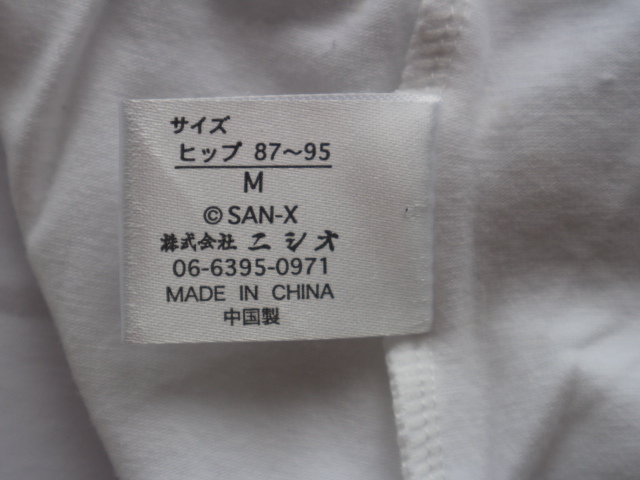 サイズ
ヒップ 87～95
M
©SAN-X
株式会社 ニシオ
06-6395-0971
MADE IN CHINA
中国製